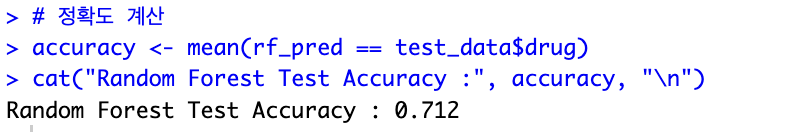 > # 정확도 계산
> accuracy <- mean(rf_pred == test_data$drug)
> cat("Random Forest Test Accuracy :", accuracy, "\n")
Random Forest Test Accuracy : 0.712